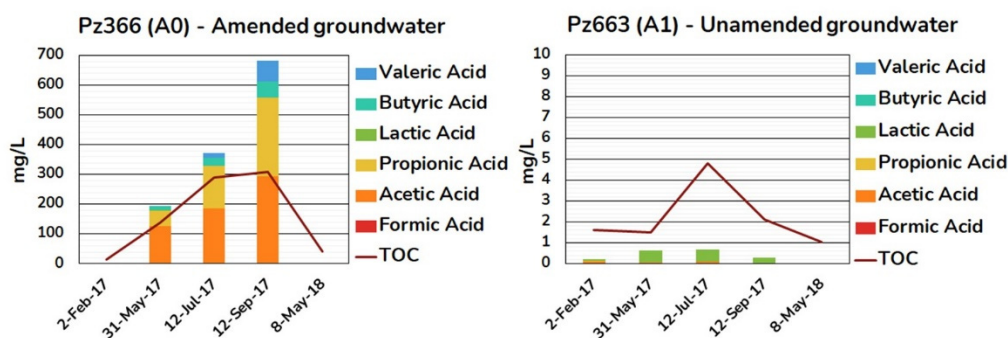 Pz366 (A0) - Amended groundwater
mg/L
700
600
500
400
300
200
100
0
2-Feb-17
31-May-17
12-Jul-17
12-Sep-17
8-May-18
Valeric Acid
Butyric Acid
Lactic Acid
Propionic Acid
Acetic Acid
Formic Acid
TOC
Pz663 (A1) - Unamended groundwater
mg/L
10
9
8
7
6
5
4
3
2
1
0
2-Feb-17
31-May-17
12-Jul-17
12-Sep-17
8-May-18
Valeric Acid
Butyric Acid
Lactic Acid
Propionic Acid
Acetic Acid
Formic Acid
TOC